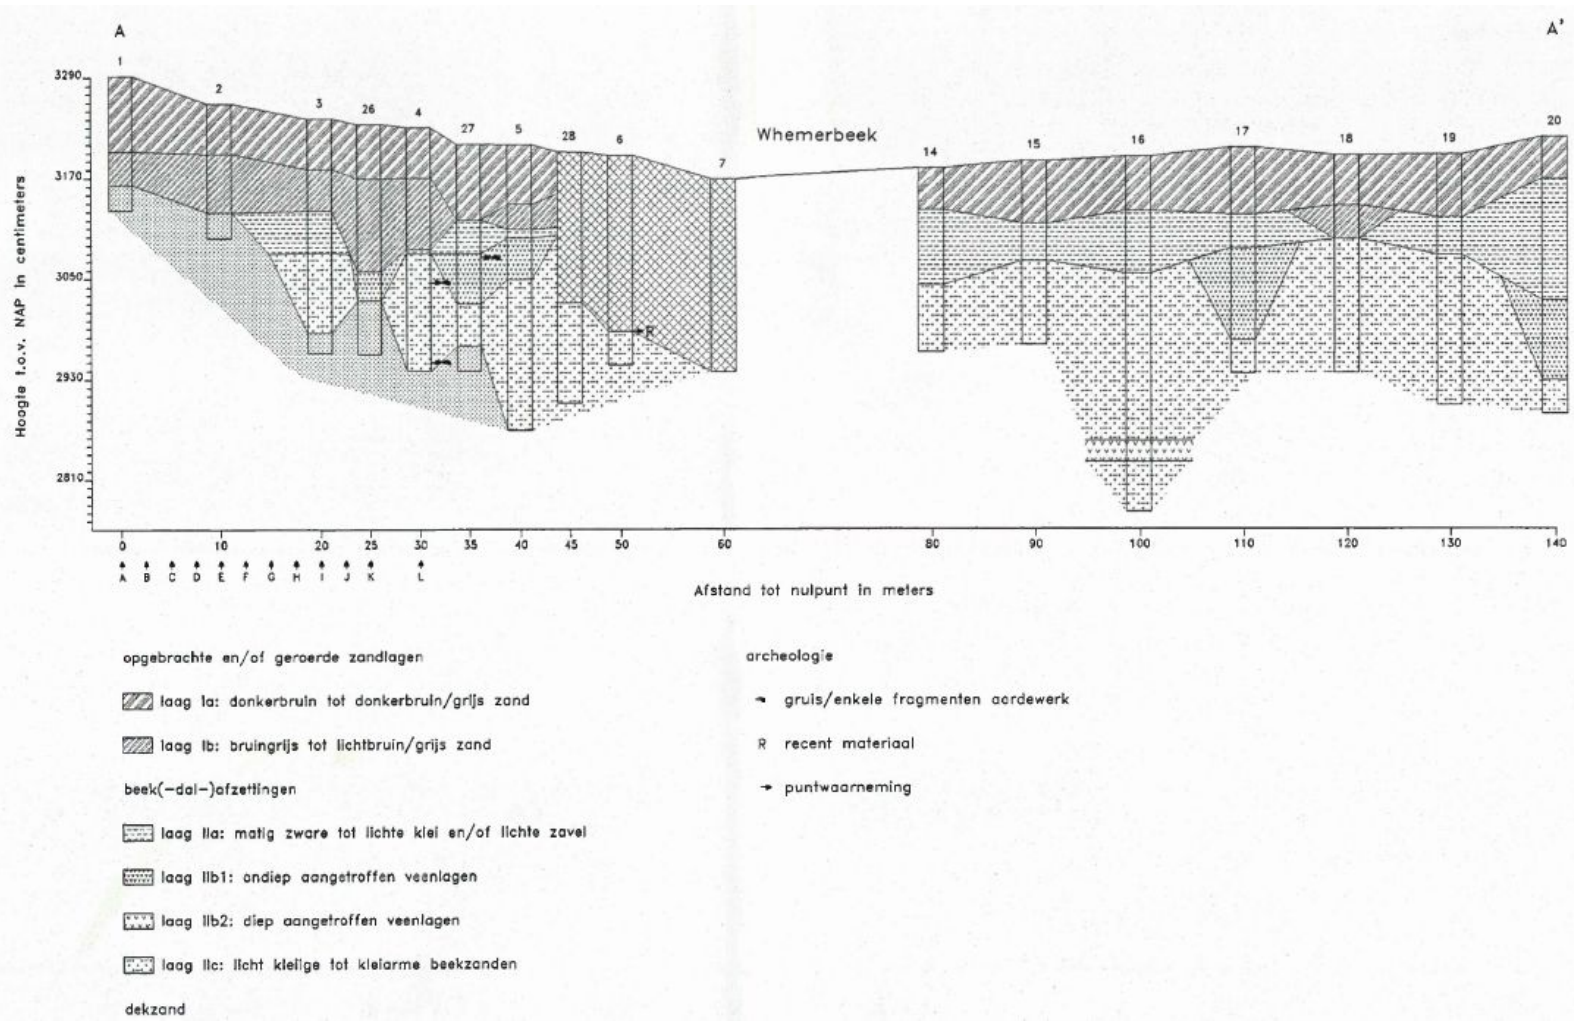 A A'
1
2
3 26 4
27 5 28 6
7
Whemerbeek
14 15 16 17 18 19 20
Hoogte t.o.v. NAP in centimeters
3290
3170
3050
2930
2810
R
0 10 20 25 30 35 40 45 50 60 80 90 100 110 120 130 140
A B C D E F G H I J K L
Afstand tot nulpunt in meters
opgebrachte en/of geroerde zandlagen
laag Ia: donkerbruin tot donkerbruin/grijs zand
laag Ib: bruingrijs tot lichtbruin/grijs zand
beek(-dal-)afzettingen
laag IIa: matig zware tot lichte klei en/of lichte zavel
laag IIb1: ondiep aangetroffen veenlagen
laag IIb2: diep aangetroffen veenlagen
laag IIc: licht kleiige tot kleiarme beekzanden
dekzand
archeologie
gruis/enkele fragmenten aardewerk
R recent materiaal
puntwaarneming